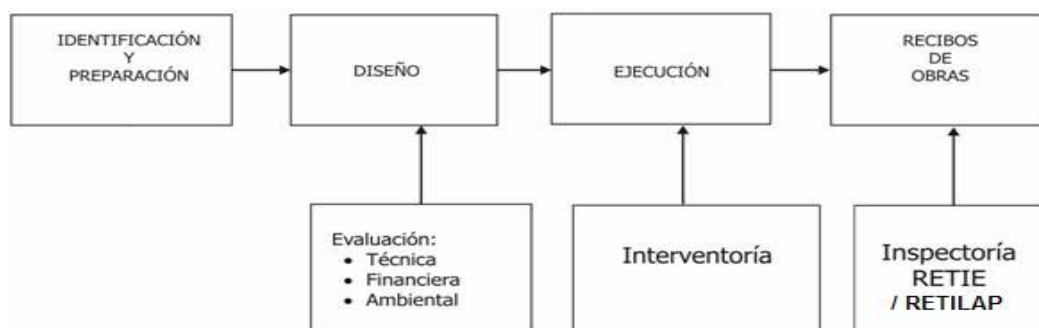 IDENTIFICACIÓN
Y
PREPARACIÓN
DISEÑO
EJECUCIÓN
RECIBOS
DE
OBRAS
Evaluación:
• Técnica
• Financiera
• Ambiental
Interventoría
Inspectoría
RETIE
/ RETILAP